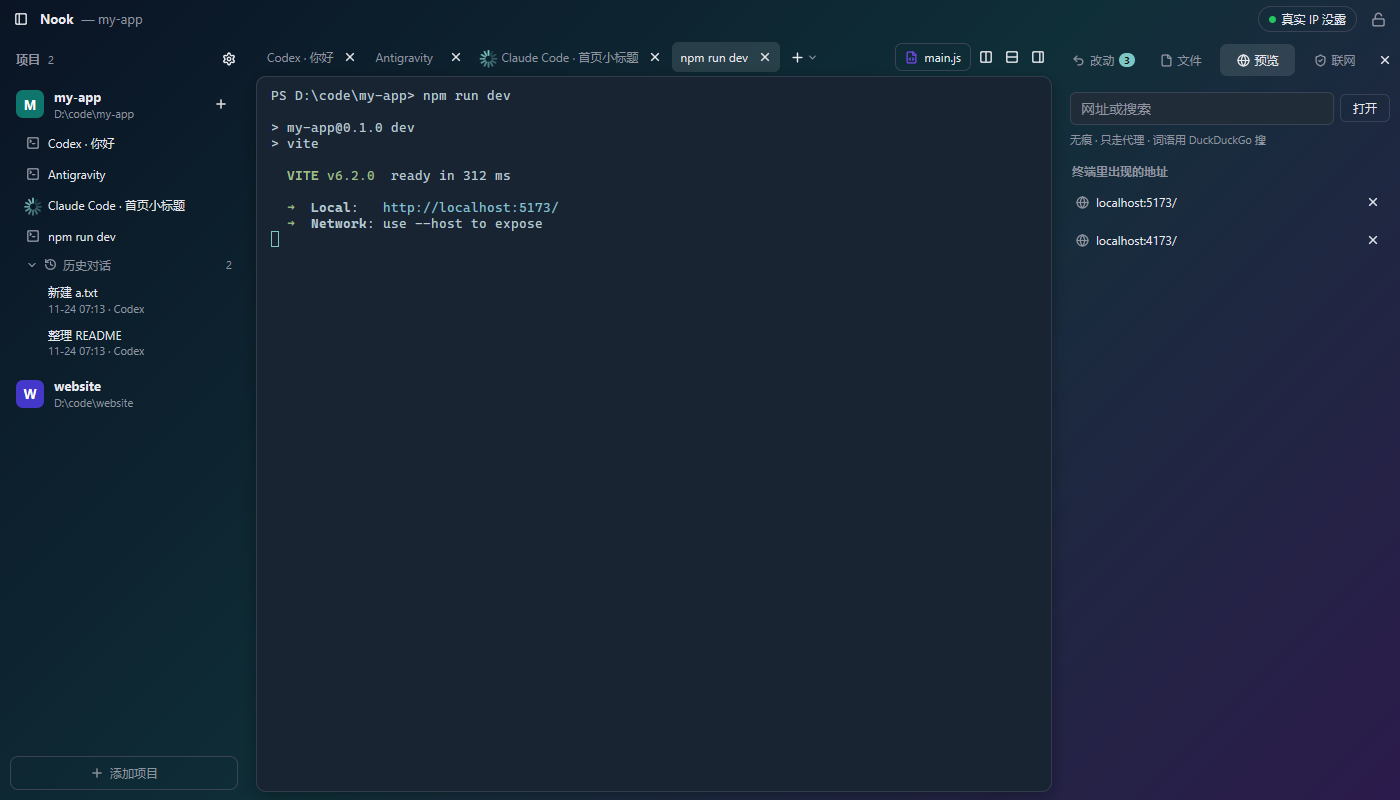 Nook — my-app
真实 IP 没露
项目 2
my-app
D:\code\my-app
Codex · 你好
Antigravity
Claude Code · 首页小标题
npm run dev
历史对话 2
新建 a.txt
11-24 07:13 · Codex
整理 README
11-24 07:13 · Codex
website
D:\code\website
添加项目
Codex · 你好
Antigravity
Claude Code · 首页小标题
npm run dev
main.js
PS D:\code\my-app> npm run dev
> my-app@0.1.0 dev
> vite
VITE v6.2.0 ready in 312 ms
➜ Local: http://localhost:5173/
➜ Network: use --host to expose
改动 3
文件
预览
联网
网址或搜索
打开
无痕 · 只走代理 · 词语用 DuckDuckGo 搜
终端里出现的地址
localhost:5173/
localhost:4173/
M
W